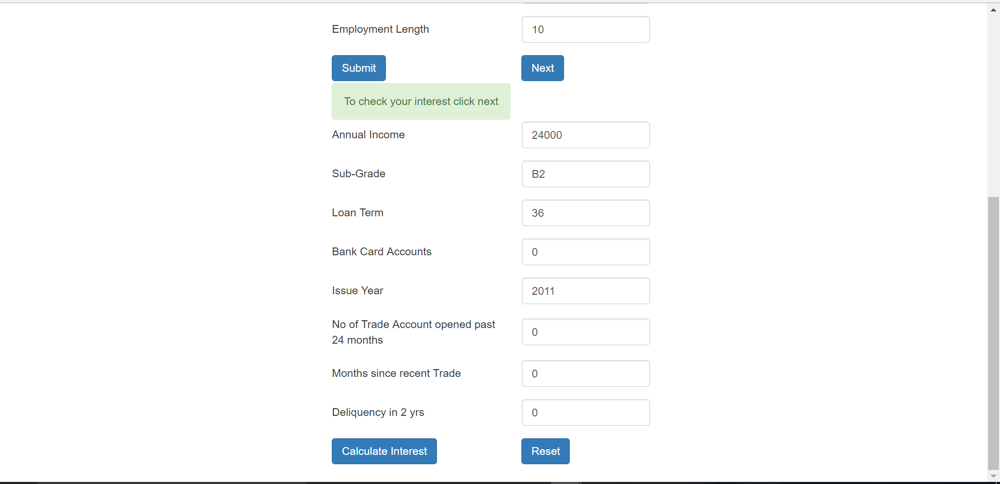 Employment Length 10
Submit Next
To check your interest click next
Annual Income 24000
Sub-Grade B2
Loan Term 36
Bank Card Accounts 0
Issue Year 2011
No of Trade Account opened past
24 months 0
Months since recent Trade 0
Deliquency in 2 yrs 0
Calculate Interest Reset